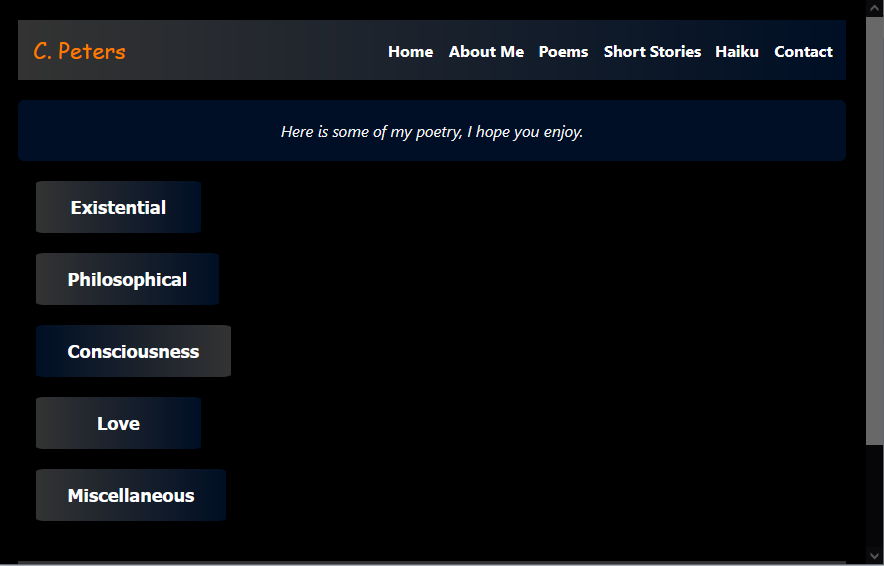 C. Peters
Home About Me Poems Short Stories Haiku Contact
Here is some of my poetry, I hope you enjoy.
Existential
Philosophical
Consciousness
Love
Miscellaneous